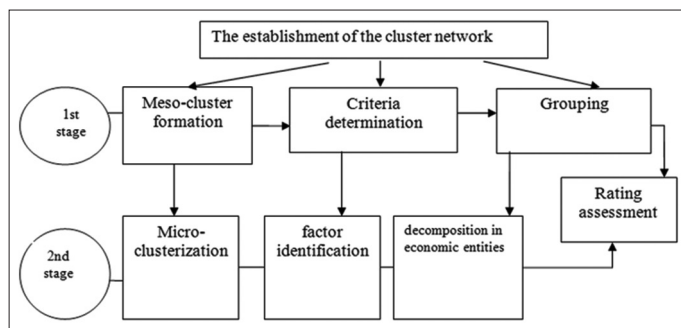 The establishment of the cluster network
1st
stage
Meso-cluster
formation
Criteria
determination
Grouping
Rating
assessment
2nd
stage
Micro-
clusterization
factor
identification
decomposition in
economic entities